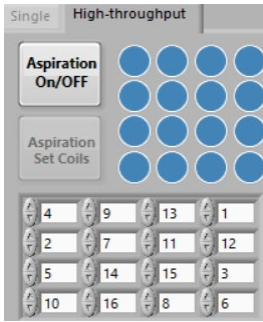 Single High-throughput
Aspiration
On/OFF
Aspiration
Set Coils
4 9 13 1
2 7 11 12
5 14 15 3
10 16 8 6